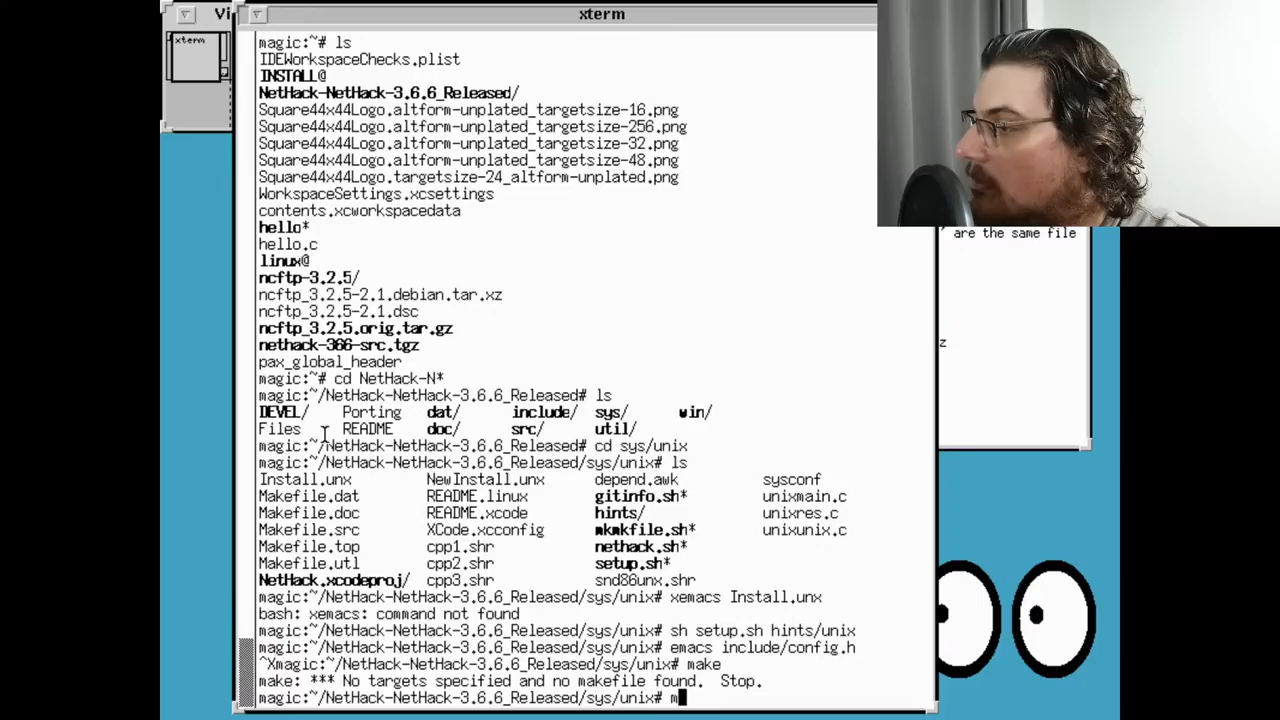 Vi
xterm
xterm
magic:~# ls
IDEWorkspaceChecks.plist
INSTALL@
NetHack-NetHack-3.6.6_Released/
Square44x44Logo.altform-unplated_targetsize-16.png
Square44x44Logo.altform-unplated_targetsize-256.png
Square44x44Logo.altform-unplated_targetsize-32.png
Square44x44Logo.altform-unplated_targetsize-48.png
Square44x44Logo.targetsize-24_altform-unplated.png
WorkspaceSettings.xcsettings
contents.xcworkspacedata
hello*
hello.c
linux@
ncftp-3.2.5/
ncftp_3.2.5-2.1.debian.tar.xz
ncftp_3.2.5-2.1.dsc
ncftp_3.2.5.orig.tar.gz
nethack-366-src.tgz
pax_global_header
magic:~# cd NetHack-N*
magic:~/NetHack-NetHack-3.6.6_Released# ls
DEVEL/ Porting dat/ include/ sys/ win/
Files README doc/ src/ util/
magic:~/NetHack-NetHack-3.6.6_Released# cd sys/unix
magic:~/NetHack-NetHack-3.6.6_Released/sys/unix# ls
Install.unx NewInstall.unx depend.awk sysconf
Makefile.dat README.linux gitinfo.sh* unixmain.c
Makefile.doc README.xcode hints/ unixres.c
Makefile.src XCode.xcconfig mkmkfile.sh* unixunix.c
Makefile.top cpp1.shr nethack.sh*
Makefile.utl cpp2.shr setup.sh*
NetHack.xcodeproj/ cpp3.shr snd86unx.shr
magic:~/NetHack-NetHack-3.6.6_Released/sys/unix# xemacs Install.unx
bash: xemacs: command not found
magic:~/NetHack-NetHack-3.6.6_Released/sys/unix# sh setup.sh hints/unix
magic:~/NetHack-NetHack-3.6.6_Released/sys/unix# emacs include/config.h
^Xmagic:~/NetHack-NetHack-3.6.6_Released/sys/unix# make
make: *** No targets specified and no makefile found.  Stop.
magic:~/NetHack-NetHack-3.6.6_Released/sys/unix# m
' are the same file
z